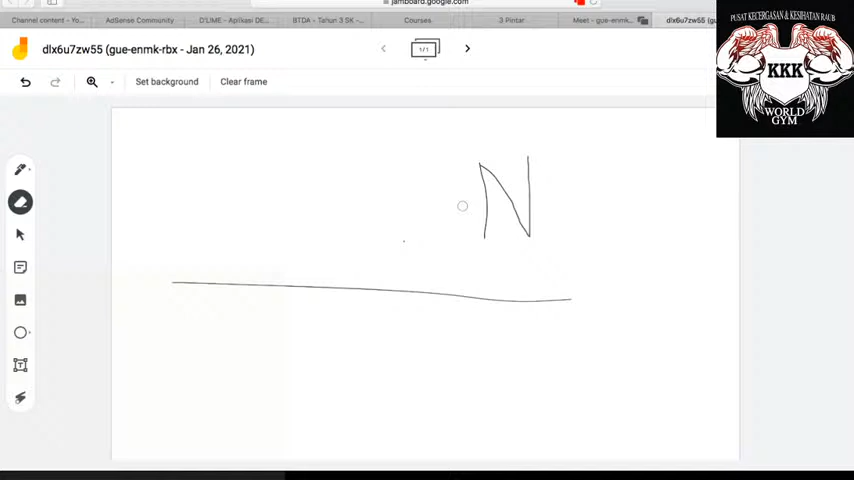 jamboard.google.com
Channel content - Yo...
AdSense Community
D'LIME - Aplikasi DE...
BTDA - Tahun 3 SK -...
Courses
3 Pintar
Meet - gue-enmk...
dlx6u7zw55 (gu
dlx6u7zw55 (gue-enmk-rbx - Jan 26, 2021)
1/1
Set background
Clear frame
N
PUSAT KECERGASAN & KESIHATAN RAUB
KKK
WORLD
GYM